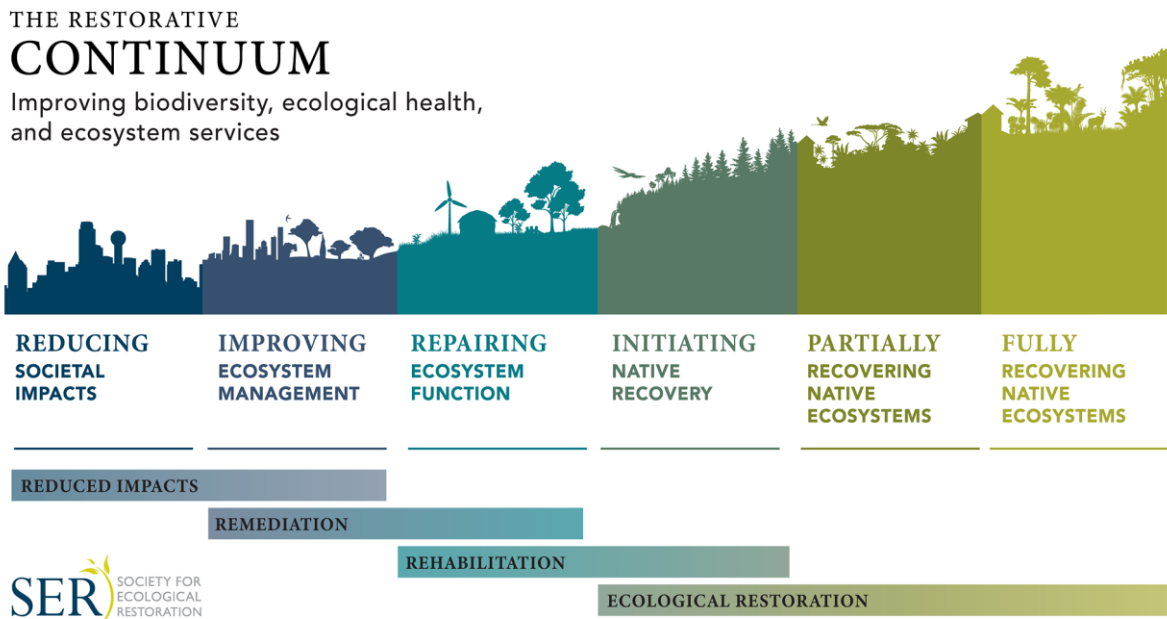 THE RESTORATIVE
CONTINUUM
Improving biodiversity, ecological health,
and ecosystem services
REDUCING
SOCIETAL
IMPACTS
IMPROVING
ECOSYSTEM
MANAGEMENT
REPAIRING
ECOSYSTEM
FUNCTION
INITIATING
NATIVE
RECOVERY
PARTIALLY
RECOVERING
NATIVE
ECOSYSTEMS
FULLY
RECOVERING
NATIVE
ECOSYSTEMS
REDUCED IMPACTS
REMEDIATION
REHABILITATION
ECOLOGICAL RESTORATION
SER
SOCIETY FOR
ECOLOGICAL
RESTORATION